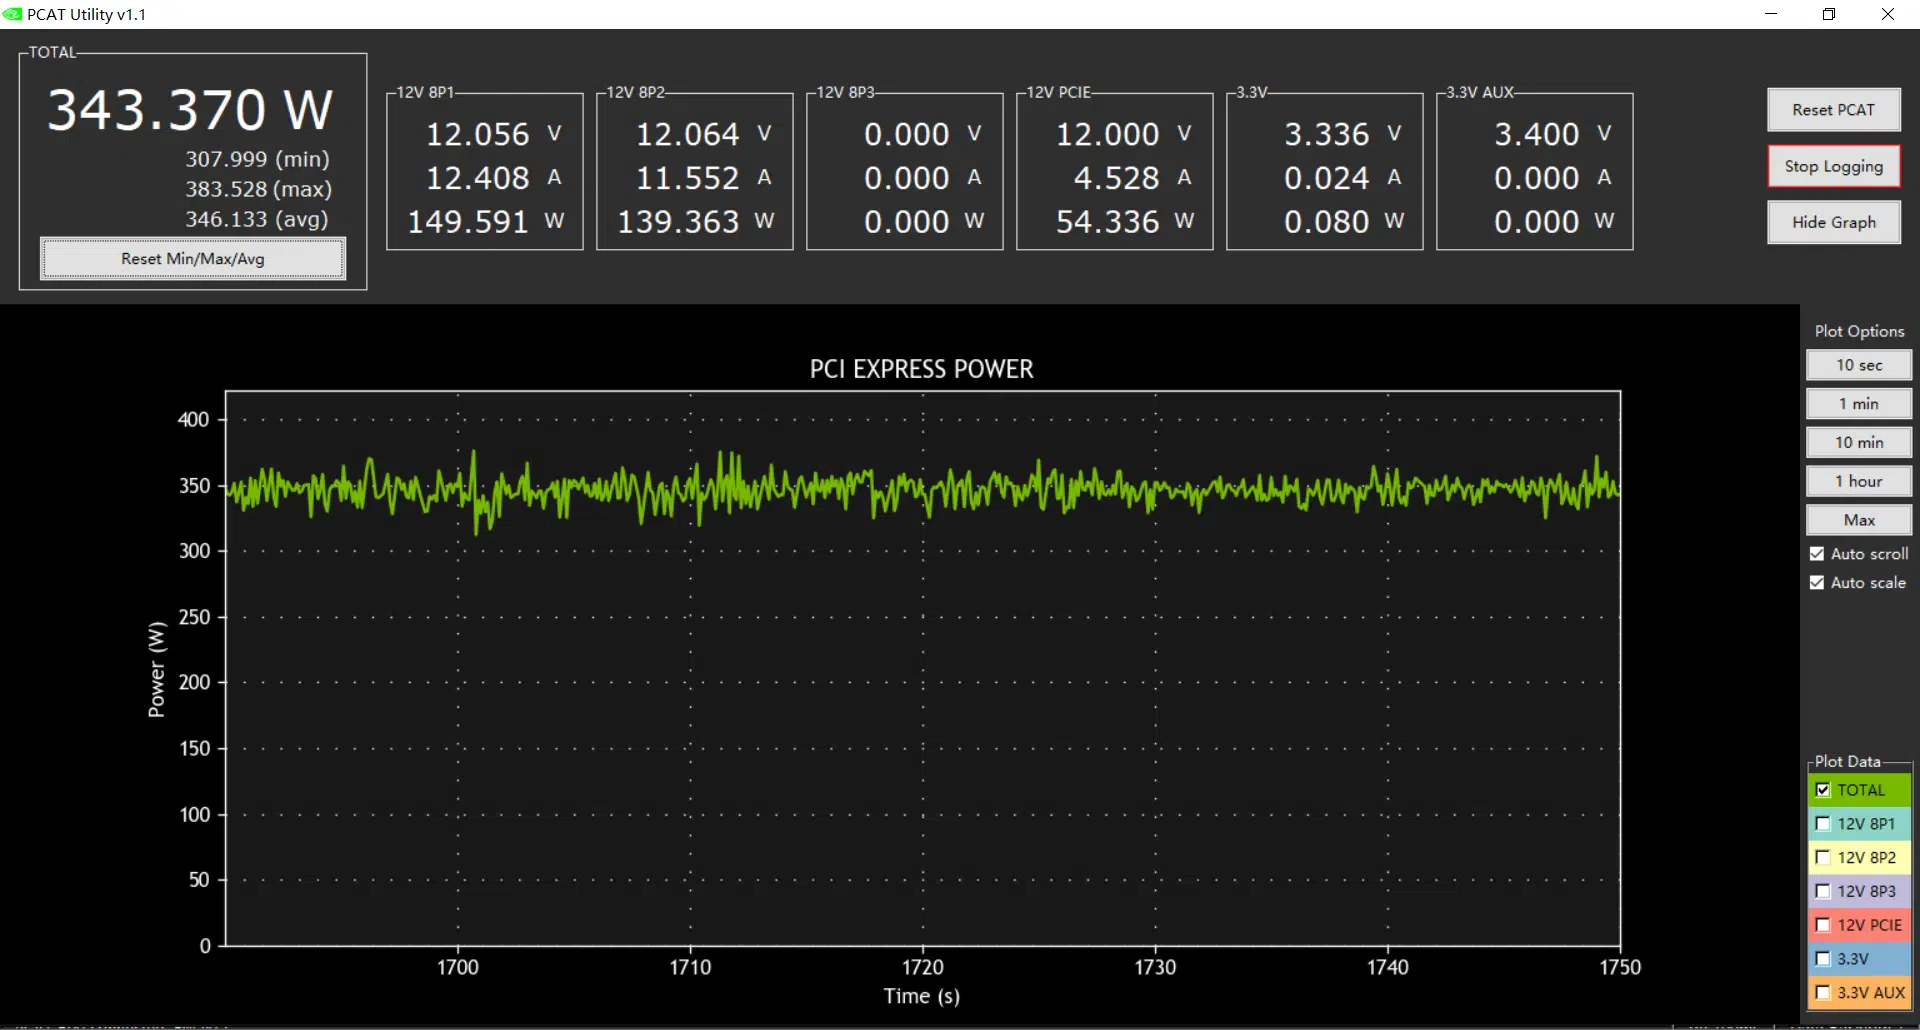 PCAT Utility v1.1
TOTAL
343.370 W
307.999 (min)
383.528 (max)
346.133 (avg)
Reset Min/Max/Avg
12V 8P1
12.056 V
12.408 A
149.591 W
12V 8P2
12.064 V
11.552 A
139.363 W
12V 8P3
0.000 V
0.000 A
0.000 W
12V PCIE
12.000 V
4.528 A
54.336 W
3.3V
3.336 V
0.024 A
0.080 W
3.3V AUX
3.400 V
0.000 A
0.000 W
Reset PCAT
Stop Logging
Hide Graph
PCI EXPRESS POWER
Power (W)
400
350
300
250
200
150
100
50
0
1700 1710 1720 1730 1740 1750
Time (s)
Plot Options
10 sec
1 min
10 min
1 hour
Max
Auto scroll
Auto scale
Plot Data
TOTAL
12V 8P1
12V 8P2
12V 8P3
12V PCIE
3.3V
3.3V AUX